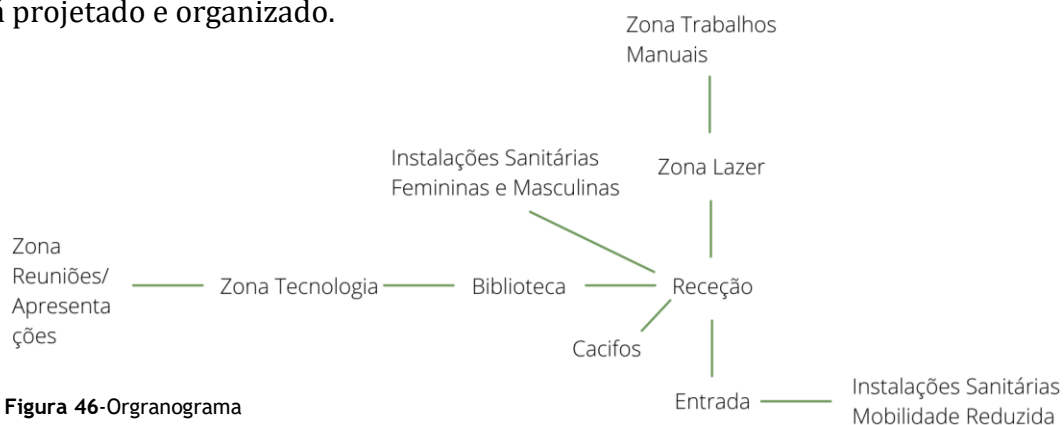 á projetado e organizado.
Zona Trabalhos
Manuais
Instalações Sanitárias
Femininas e Masculinas
Zona Lazer
Zona
Reuniões/
Apresenta
ções
Zona Tecnologia
Biblioteca
Receção
Cacifos
Entrada
Instalações Sanitárias
Mobilidade Reduzida
Figura 46-Orgranograma